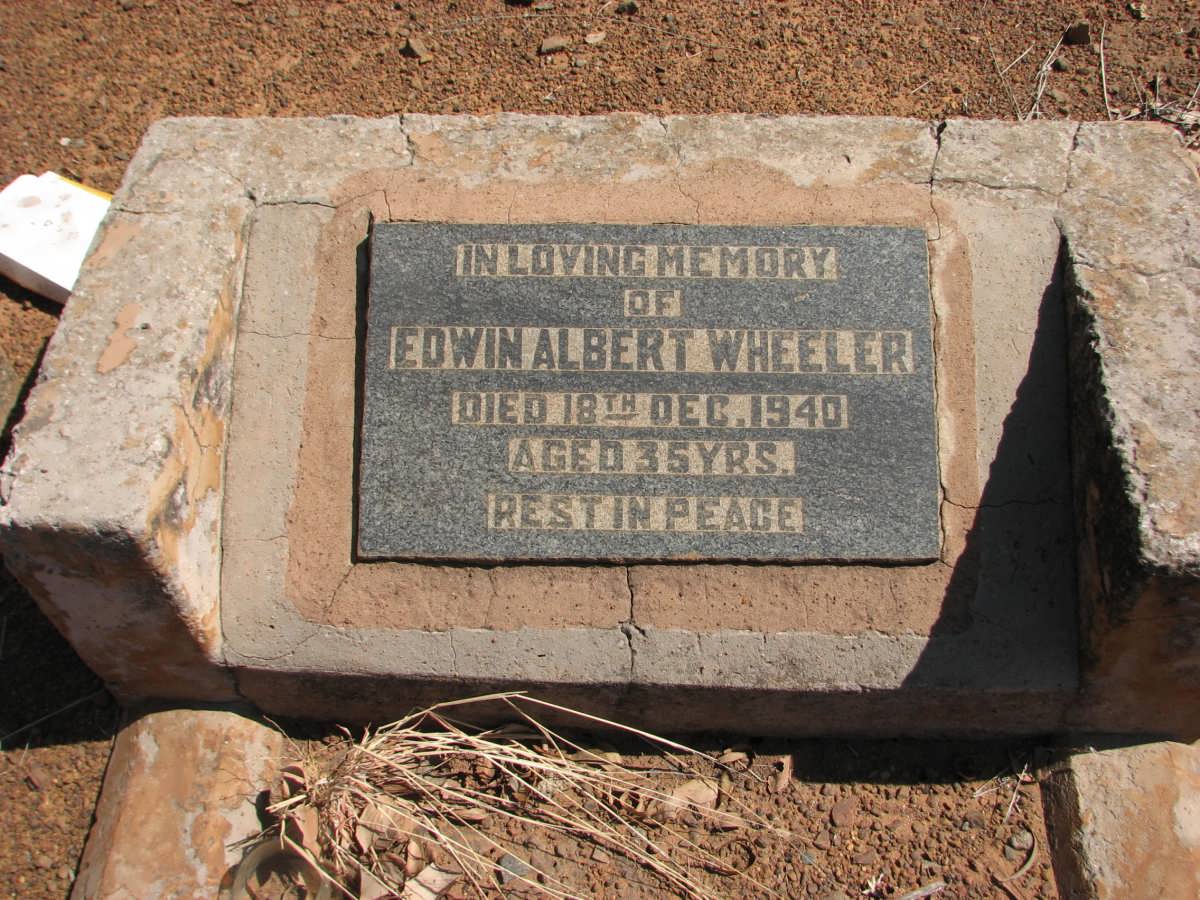 IN LOVING MEMORY
OF
EDWIN ALBERT WHEELER
DIED 18TH DEC. 1940
AGED 35 YRS.
REST IN PEACE